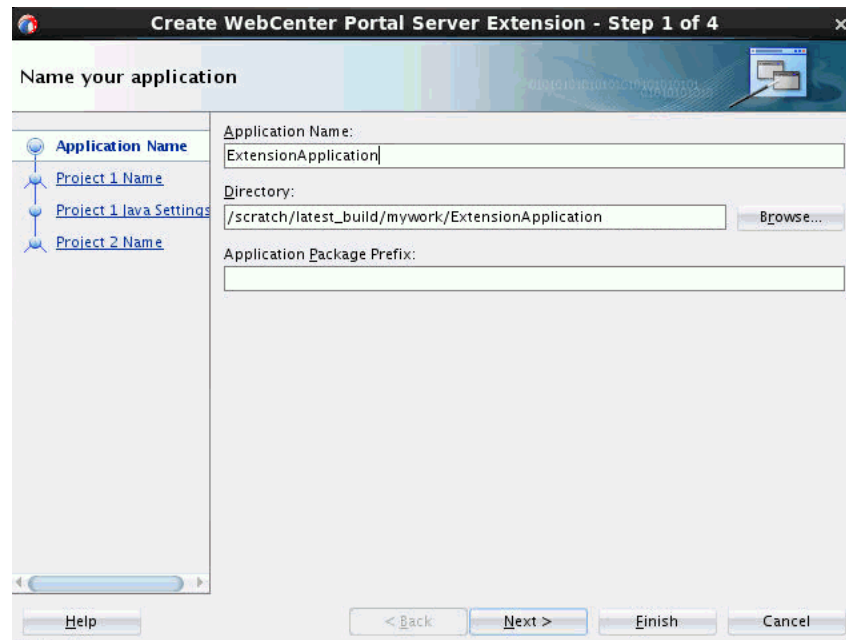 Create WebCenter Portal Server Extension - Step 1 of 4
Name your application
Application Name
Project 1 Name
Project 1 Java Settings
Project 2 Name
Application Name:
ExtensionApplication
Directory:
/scratch/latest_build/mywork/ExtensionApplication
Browse...
Application Package Prefix:
Help
< Back
Next >
Finish
Cancel